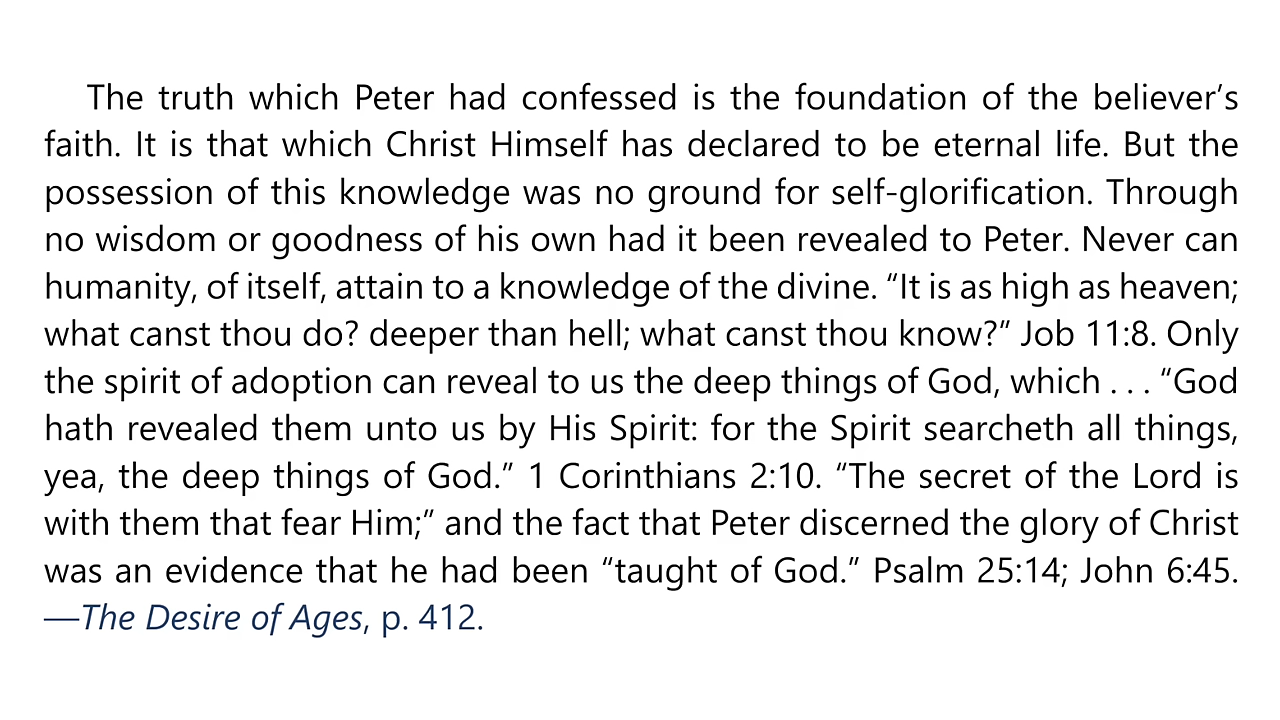 The truth which Peter had confessed is the foundation of the believer’s
faith. It is that which Christ Himself has declared to be eternal life. But the
possession of this knowledge was no ground for self-glorification. Through
no wisdom or goodness of his own had it been revealed to Peter. Never can
humanity, of itself, attain to a knowledge of the divine. “It is as high as heaven;
what canst thou do? deeper than hell; what canst thou know?” Job 11:8. Only
the spirit of adoption can reveal to us the deep things of God, which . . . “God
hath revealed them unto us by His Spirit: for the Spirit searcheth all things,
yea, the deep things of God.” 1 Corinthians 2:10. “The secret of the Lord is
with them that fear Him;” and the fact that Peter discerned the glory of Christ
was an evidence that he had been “taught of God.” Psalm 25:14; John 6:45.
—The Desire of Ages, p. 412.